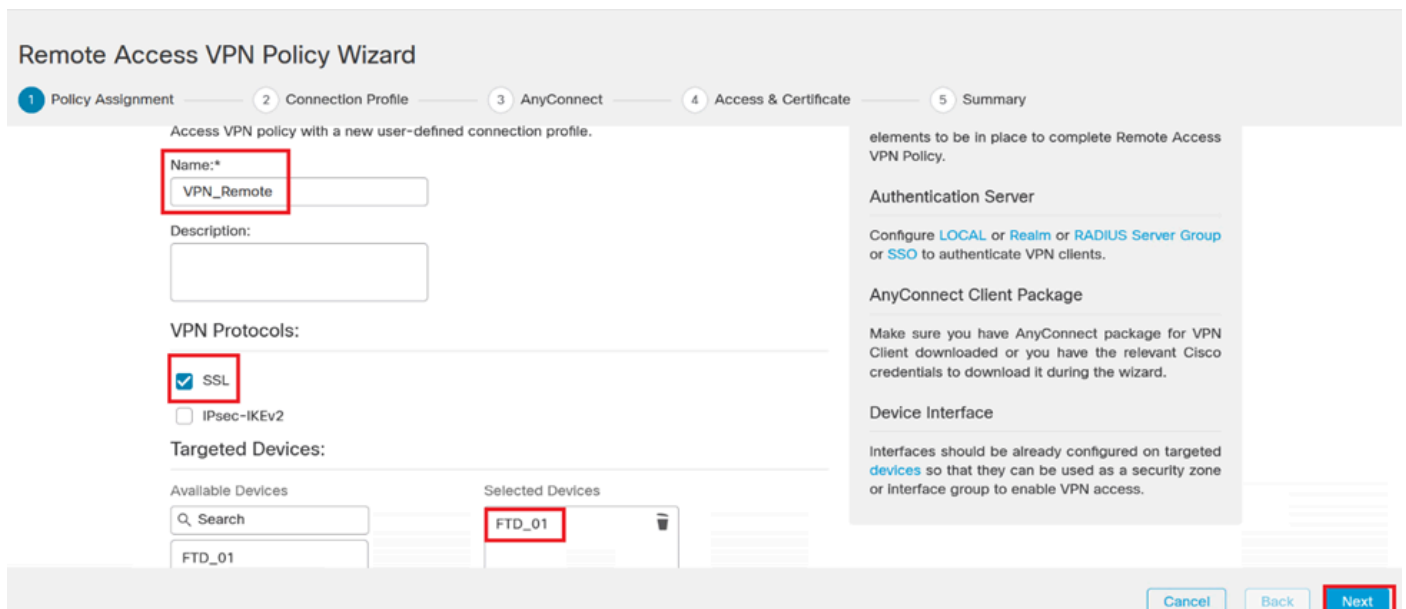 Remote Access VPN Policy Wizard
1 Policy Assignment
2 Connection Profile
3 AnyConnect
4 Access & Certificate
5 Summary
Access VPN policy with a new user-defined connection profile.
Name:*
VPN_Remote
Description:
VPN Protocols:
SSL
IPsec-IKEv2
Targeted Devices:
Available Devices
Search
FTD_01
Selected Devices
FTD_01
elements to be in place to complete Remote Access
VPN Policy.
Authentication Server
Configure LOCAL or Realm or RADIUS Server Group
or SSO to authenticate VPN clients.
AnyConnect Client Package
Make sure you have AnyConnect package for VPN
Client downloaded or you have the relevant Cisco
credentials to download it during the wizard.
Device Interface
Interfaces should be already configured on targeted
devices so that they can be used as a security zone
or interface group to enable VPN access.
Cancel
Back
Next